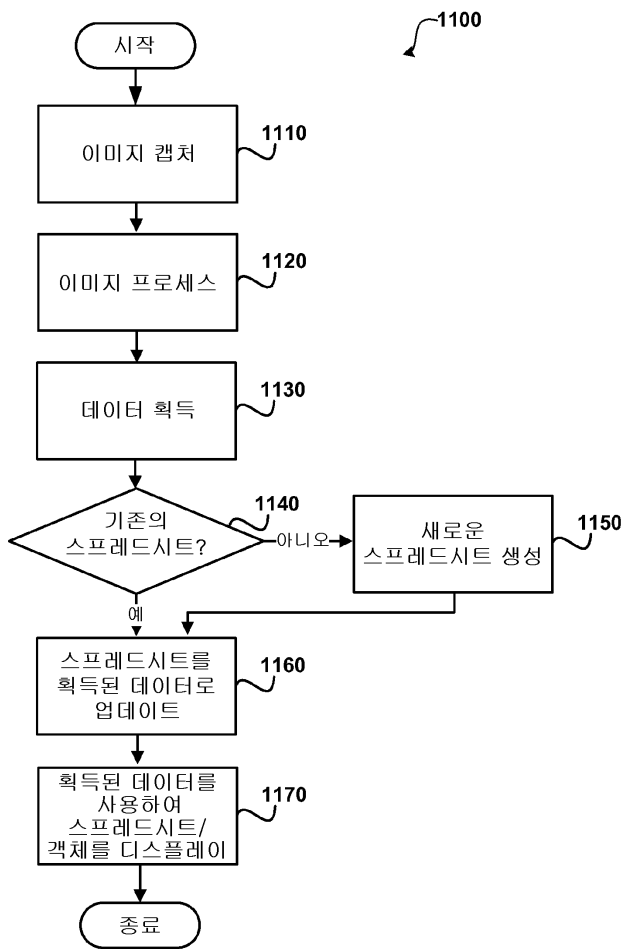 시작
1100
이미지 캡처
1110
이미지 프로세스
1120
데이터 획득
1130
기존의
스프레드시트?
1140
아니오
새로운
스프레드시트 생성
1150
예
스프레드시트를
획득된 데이터로
업데이트
1160
획득된 데이터를
사용하여
스프레드시트/
객체를 디스플레이
1170
종료